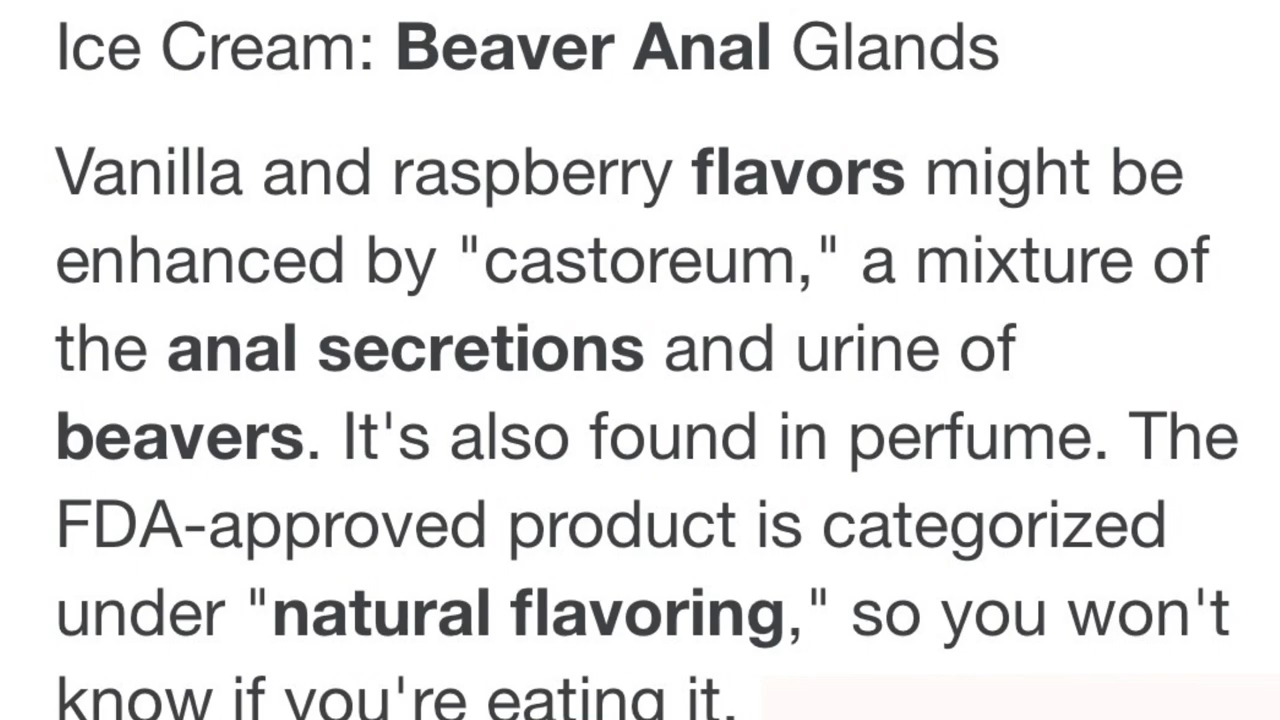 Ice Cream: Beaver Anal Glands
Vanilla and raspberry flavors might be
enhanced by "castoreum," a mixture of
the anal secretions and urine of
beavers. It's also found in perfume. The
FDA-approved product is categorized
under "natural flavoring," so you won't
know if you're eating it.